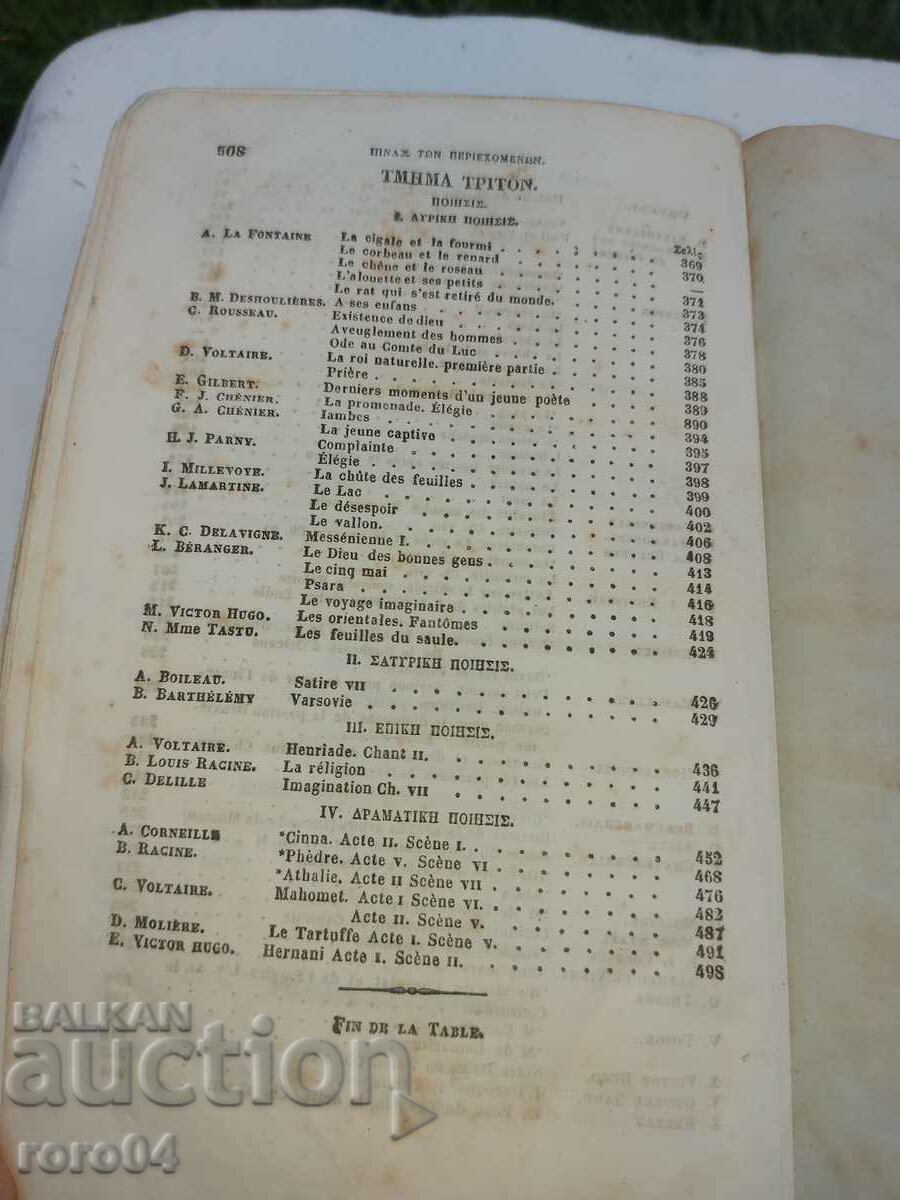 508 ΠΙΝΑΞ ΤΩΝ ΠΕΡΙΕΧΟΜΕΝΩΝ.
ΤΜΗΜΑ ΤΡΙΤΟΝ.
ΠΟΙΗΣΙΣ.
I. ΛΥΡΙΚΗ ΠΟΙΗΣΙΣ.
Σελίς
A. LA FONTAINE La cigale et la fourmi . . . . . . 369
Le corbeau et le renard . . . . . . 370
Le chêne et le roseau . . . . . . —
L'alouette et ses petits . . . . . . 371
Le rat qui s'est retiré du monde. . . . . 373
B. M. DESHOULIÈRES. A ses enfans . . . . . . 374
C. ROUSSEAU. Existence de dieu . . . . . . 376
Aveuglement des hommes . . . . . . 378
Ode au Comte du Luc . . . . . . 380
D. VOLTAIRE. La roi naturelle. première partie . . . . . 385
Prière . . . . . . 388
E. GILBERT. Derniers moments d'un jeune poète . . . . 389
F. J. CHÉNIER. La promenade. Élégie . . . . . . 890
G. A. CHÉNIER. Iambes . . . . . . 394
La jeune captive . . . . . . 395
H. J. PARNY. Complainte . . . . . . 397
Élégie . . . . . . 398
I. MILLEVOYE. La chûte des feuilles . . . . . . 399
J. LAMARTINE. Le Lac . . . . . . 400
Le désespoir . . . . . . 402
Le vallon. . . . . . . 406
K. C. DELAVIGNE. Messénienne I. . . . . . . 408
L. BÉRANGER. Le Dieu des bonnes gens. . . . . . . 413
Le cinq mai . . . . . . 414
Psara . . . . . . 416
Le voyage imaginaire . . . . . . 418
M. VICTOR HUGO. Les orientales. Fantômes . . . . . . 419
N. Mme TASTU. Les feuilles du saule. . . . . . . 424
II. ΣΑΤΥΡΙΚΗ ΠΟΙΗΣΙΣ.
A. BOILEAU. Satire VII . . . . . . 426
B. BARTHÉLÉMY Varsovie . . . . . . 429
III. ΕΠΙΚΗ ΠΟΙΗΣΙΣ.
A. VOLTAIRE. Henriade. Chant II. . . . . . . 436
B. LOUIS RACINE. La réligion . . . . . . 441
C. DELILLE Imagination Ch. VII . . . . . . 447
IV. ΔΡΑΜΑΤΙΚΗ ΠΟΙΗΣΙΣ.
A. CORNEILLE *Cinna. Acte II. Scène I. . . . . . . 452
B. RACINE. *Phèdre. Acte V. Scène VI . . . . . . 468
*Athalie. Acte II Scène VII . . . . . . 476
C. VOLTAIRE. Mahomet. Acte I Scène VI. . . . . . . 483
Acte II. Scène V. . . . . . . 487
D. MOLIÈRE. Le Tartuffe Acte I. Scène V. . . . . . . 491
E. VICTOR HUGO. Hernani Acte I. Scène II. . . . . . . 498
FIN DE LA TABLE.
BALKAN
auction
roro04